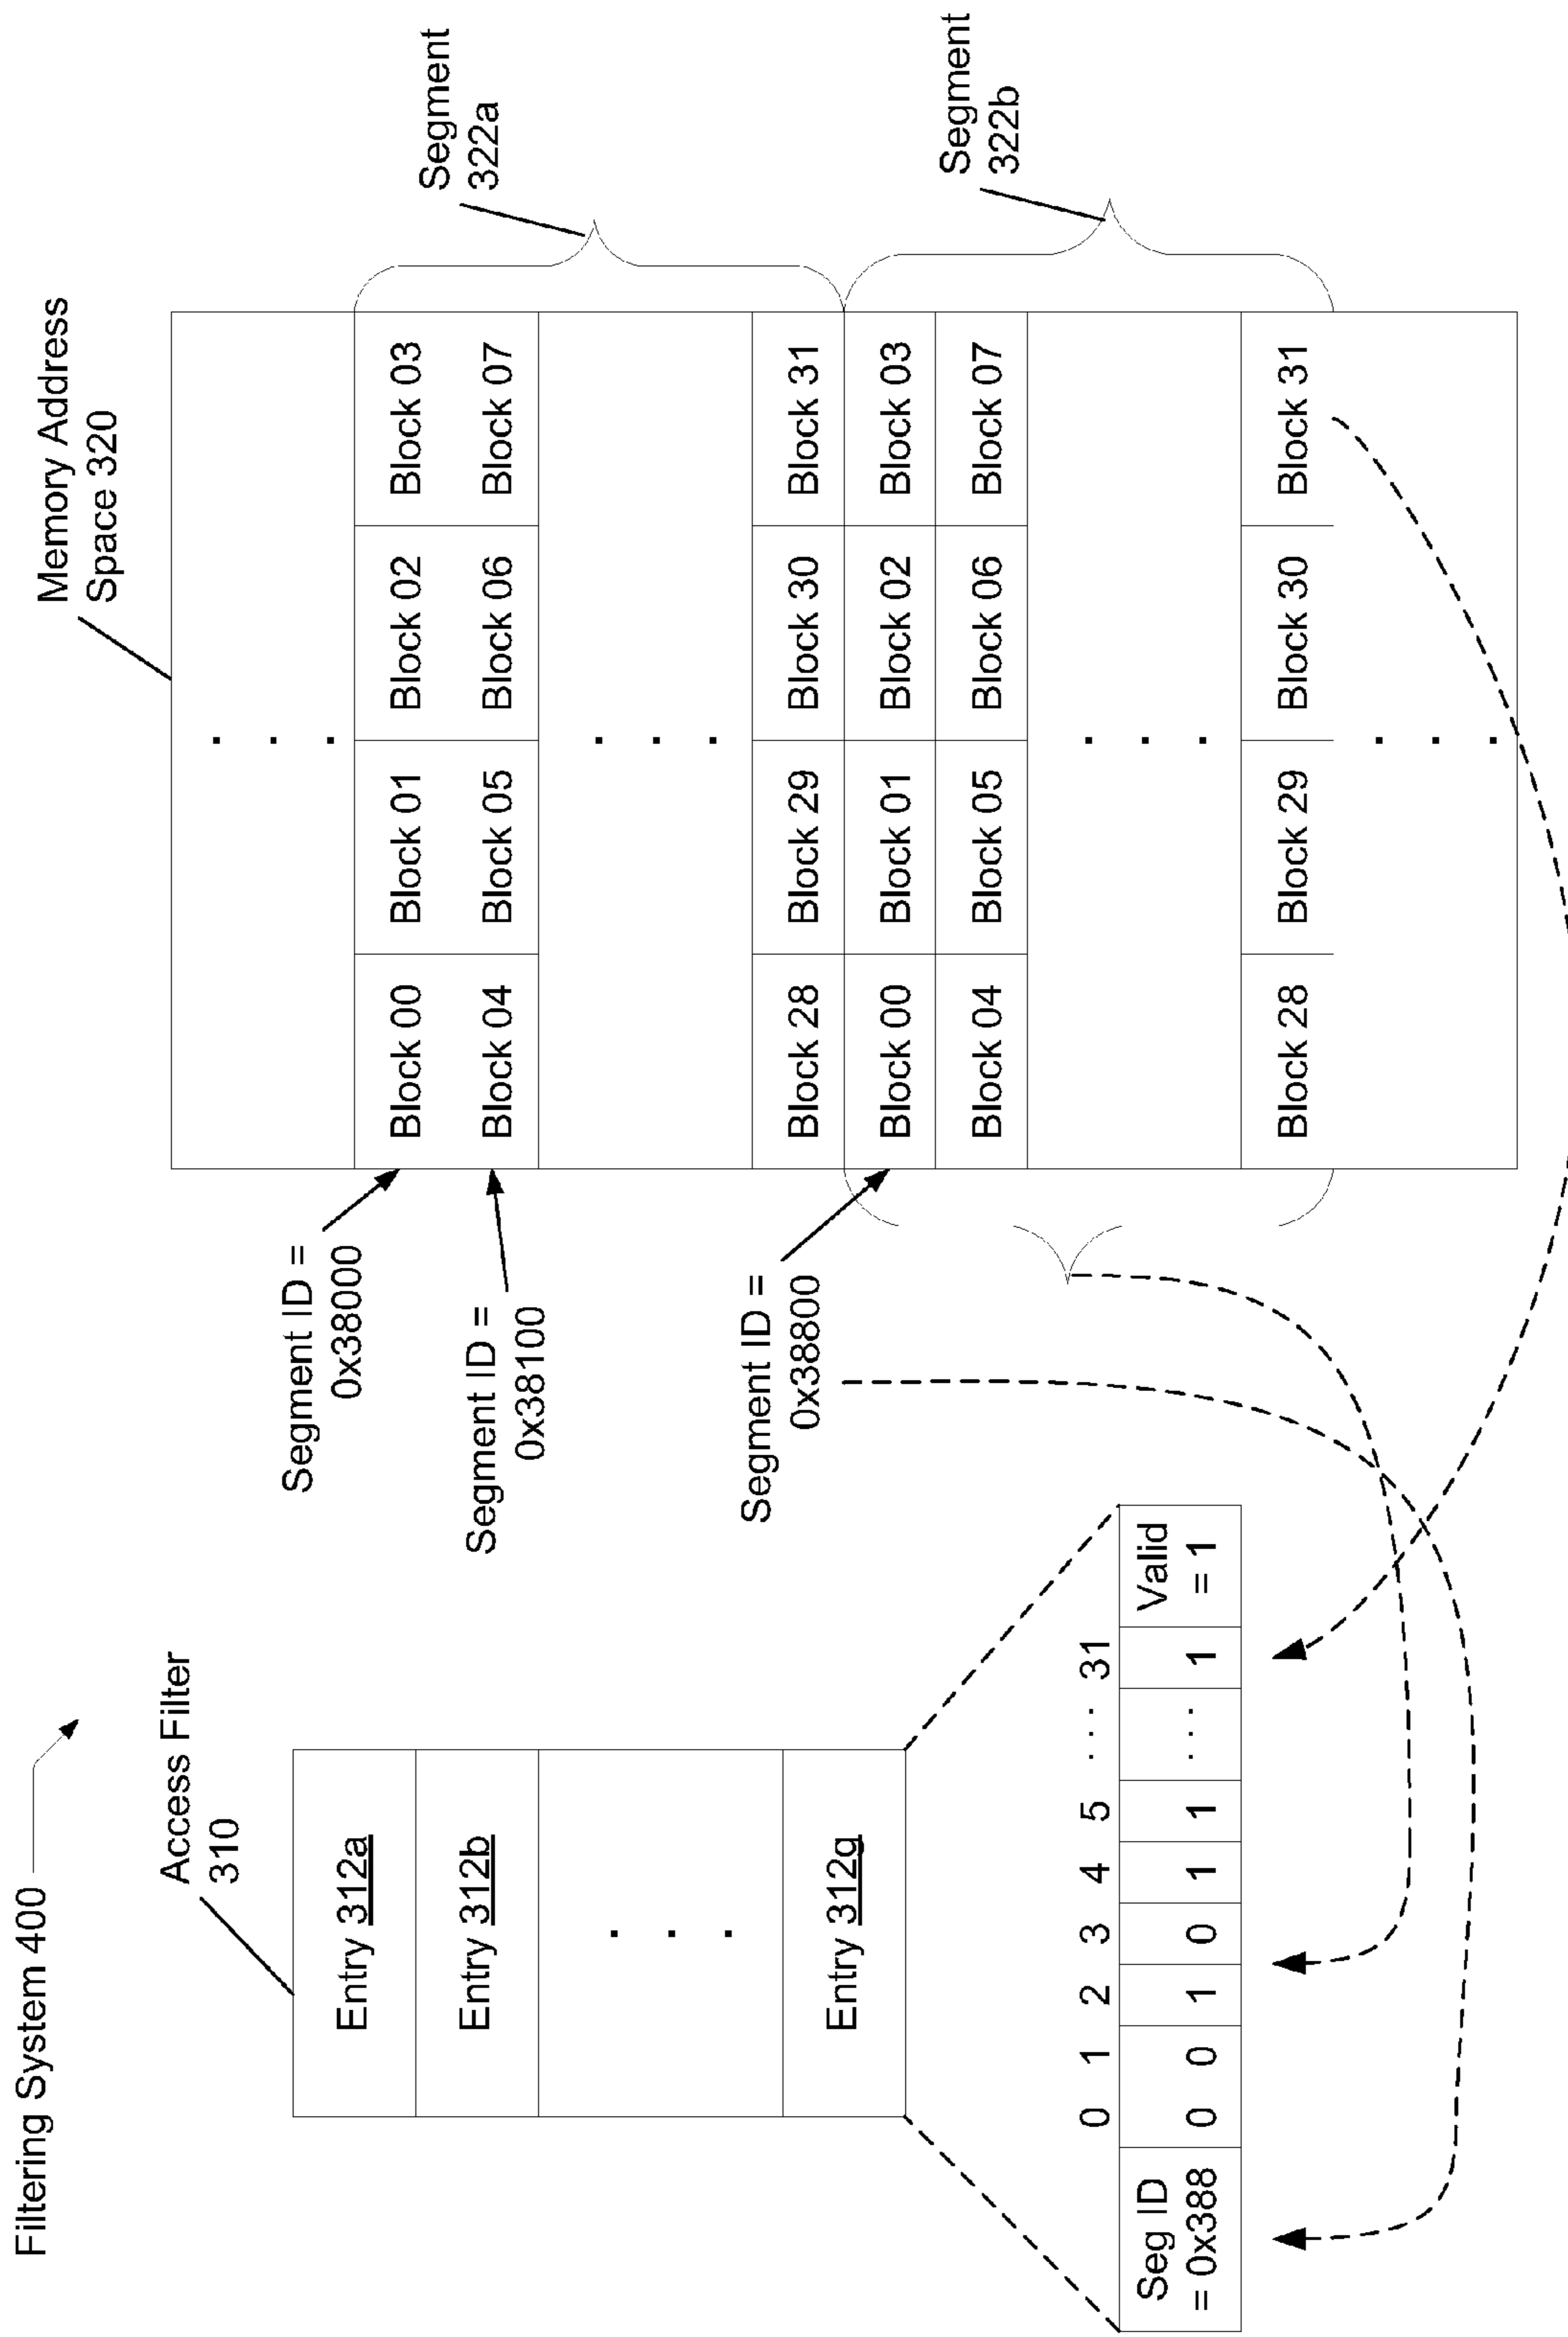 Filtering System 400
Access Filter
310
Entry 312a
Entry 312b
. . .
Entry 312g
0 1 2 3 4 5 . . . 31
Seg ID
= 0x388
0 0 1 0 1 1 . . . 1
Valid
= 1
Memory Address
Space 320
. . .
Segment ID =
0x38000
Segment ID =
0x38100
Segment ID =
0x38800
Block 00 Block 01 Block 02 Block 03
Block 04 Block 05 Block 06 Block 07
. . .
Block 28 Block 29 Block 30 Block 31
Block 00 Block 01 Block 02 Block 03
Block 04 Block 05 Block 06 Block 07
. . .
Block 28 Block 29 Block 30 Block 31
. . .
Segment
322a
Segment
322b